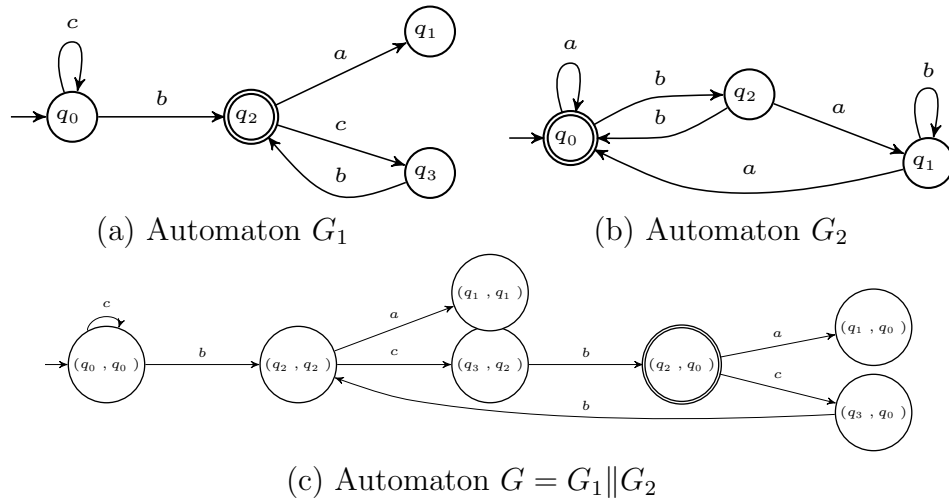 c
q0
b
q2
a
q1
c
b
q3
(a) Automaton G1
a
q0
b
q2
b
a
b
q1
a
(b) Automaton G2
c
(q0 , q0 )
b
(q2 , q2 )
a
(q1 , q1 )
c
(q3 , q2 )
b
(q2 , q0 )
a
(q1 , q0 )
c
(q3 , q0 )
b
(c) Automaton G = G1∥G2